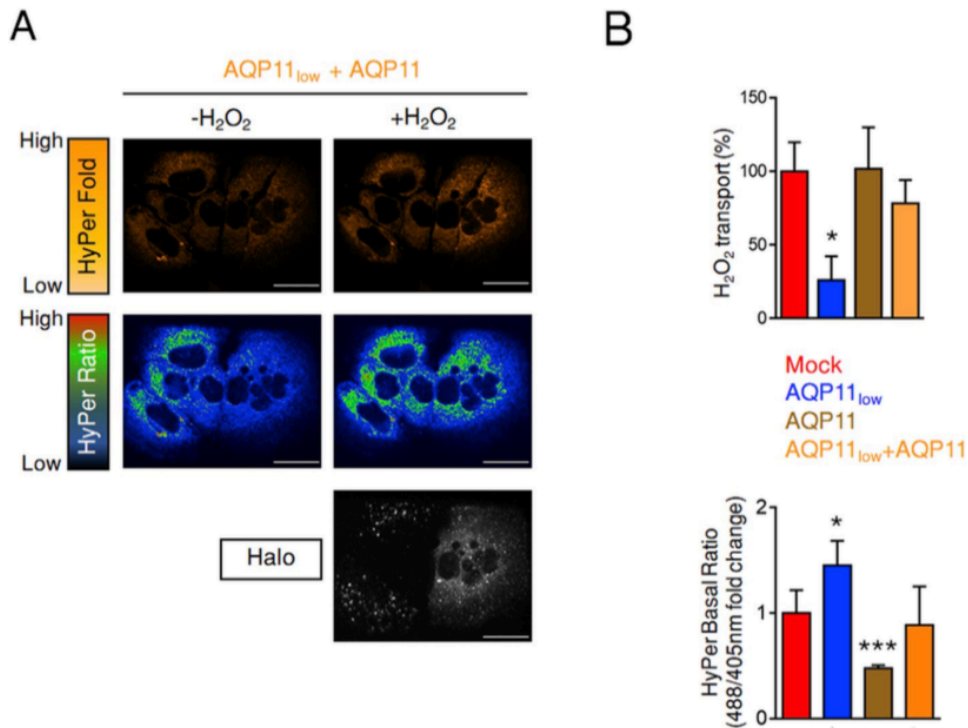 A
AQP11low + AQP11
-H₂O₂ +H₂O₂
High
HyPer Fold
Low
High
HyPer Ratio
Low
Halo
B
H₂O₂ transport (%)
150
100
50
0
*
Mock
AQP11low
AQP11
AQP11low+AQP11
HyPer Basal Ratio
(488/405nm fold change)
2
1
0
*
***